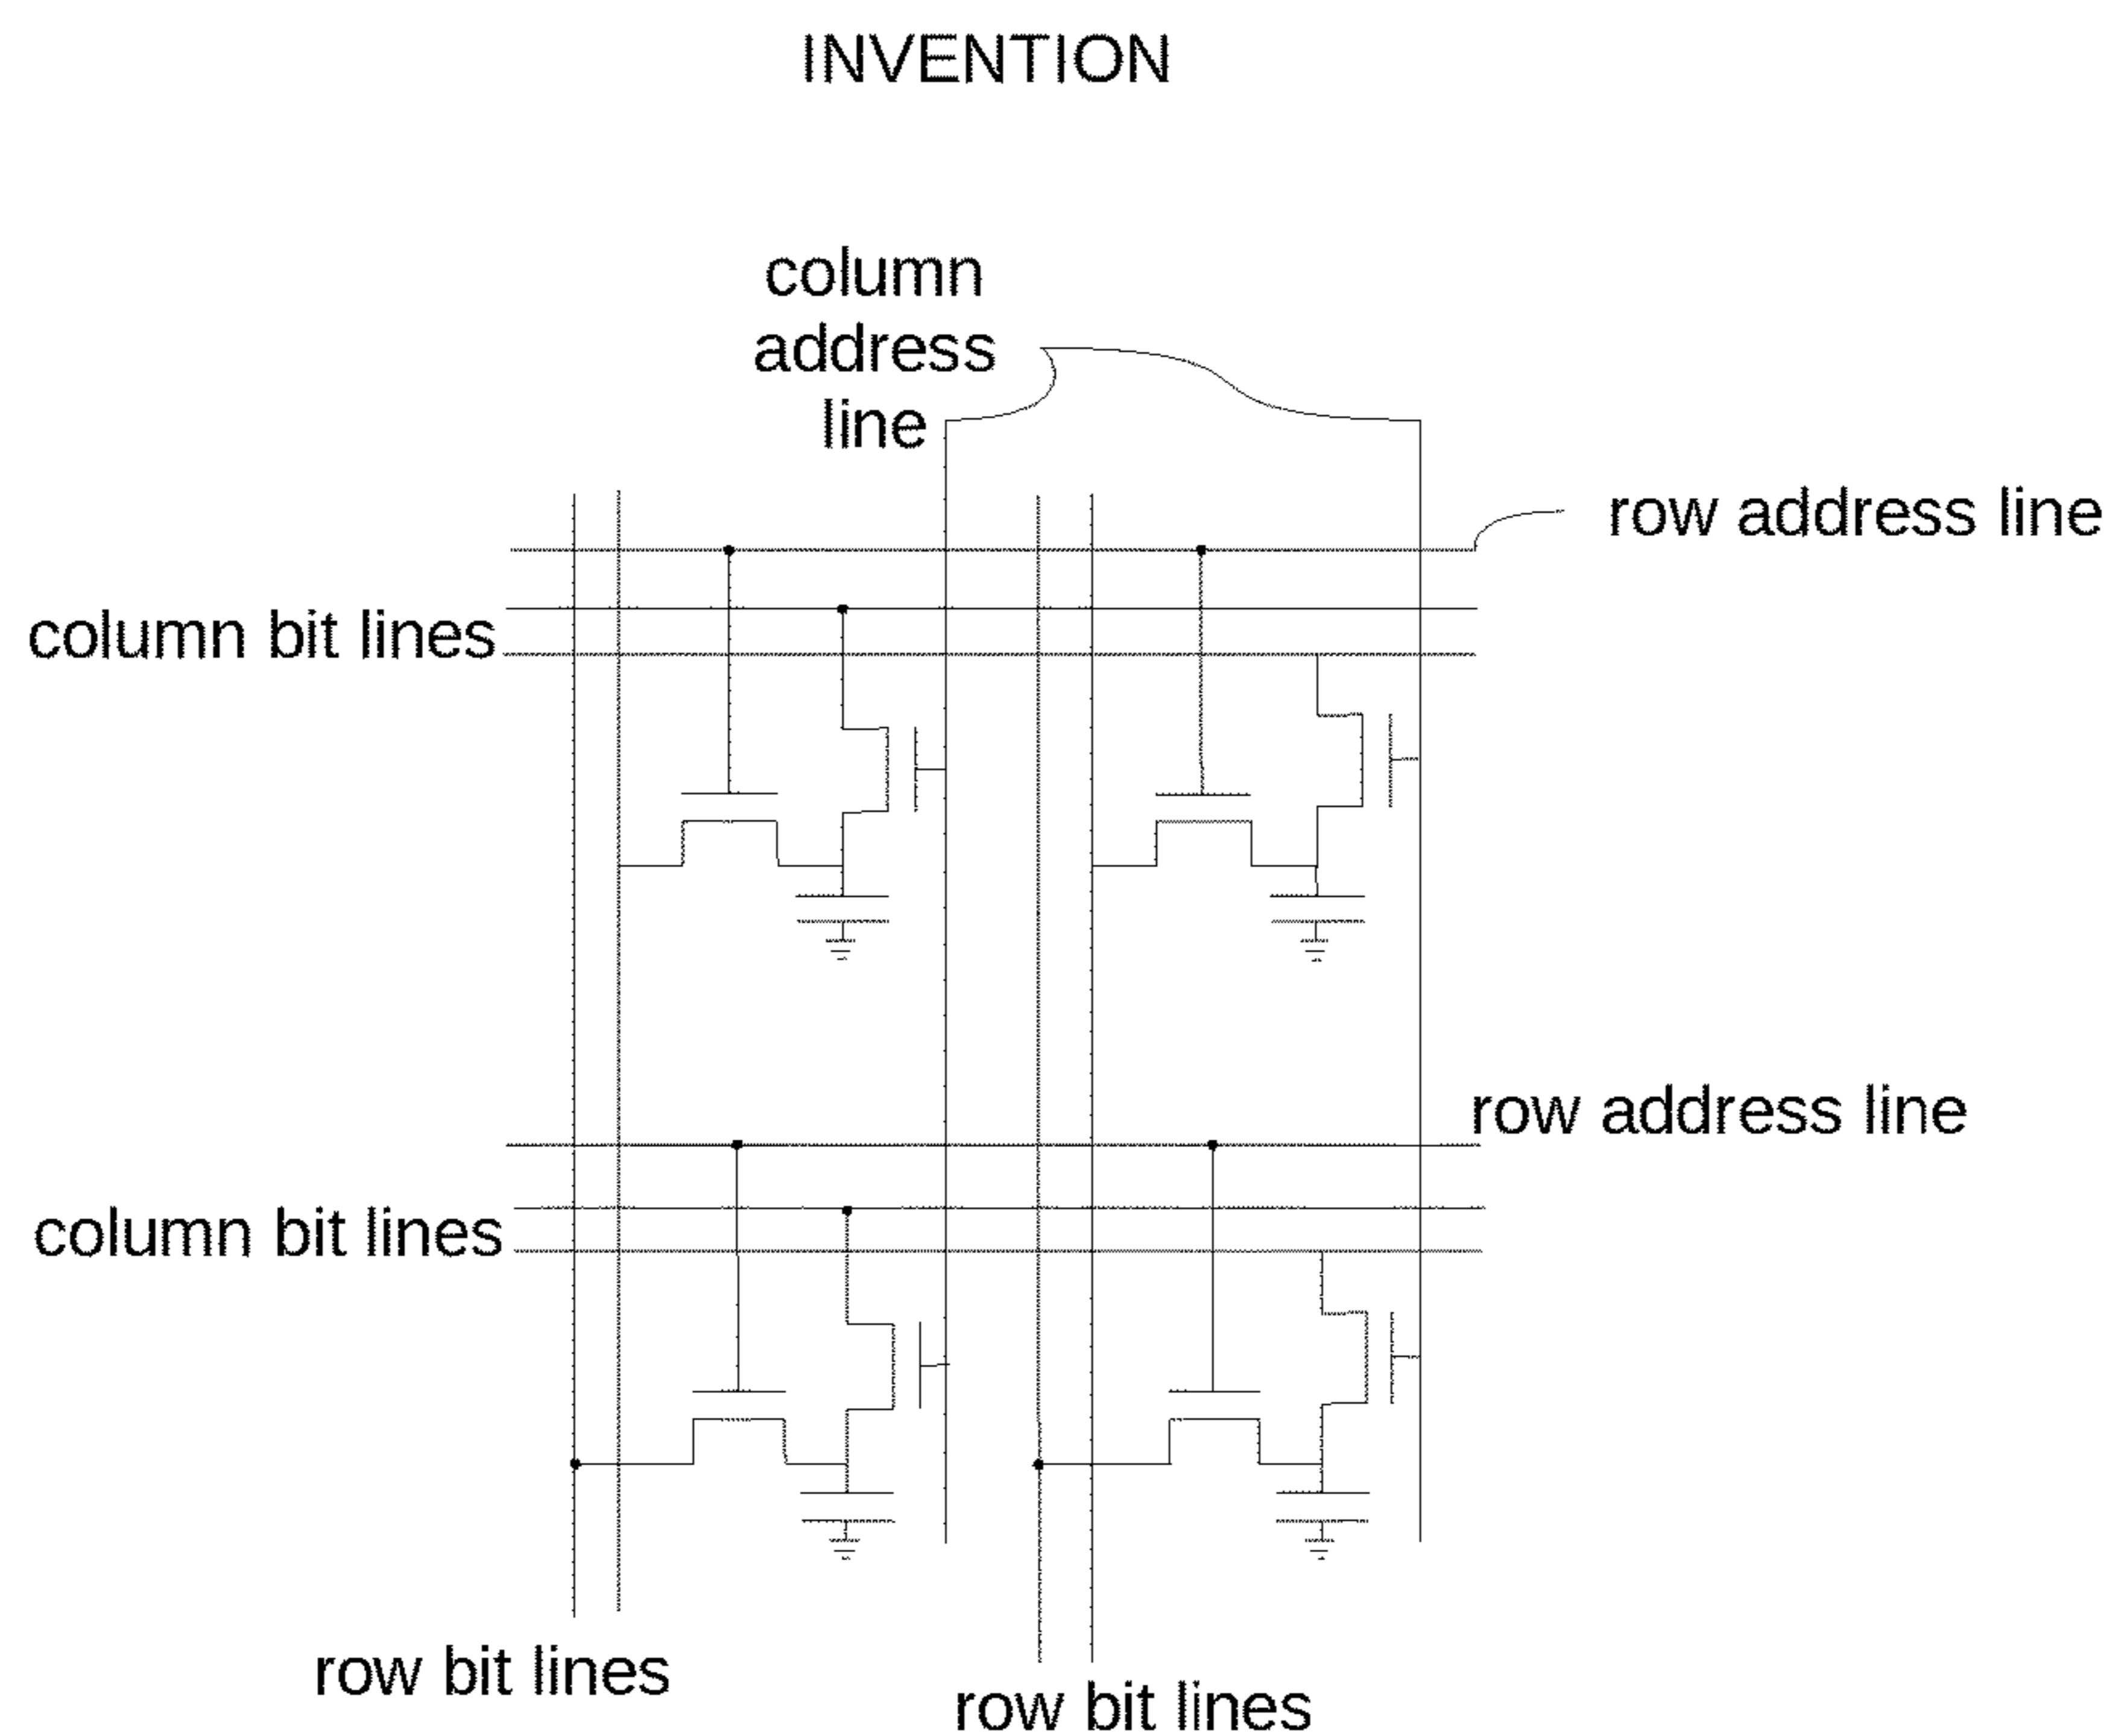 INVENTION
column
address
line
row address line
column bit lines
row address line
column bit lines
row bit lines
row bit lines